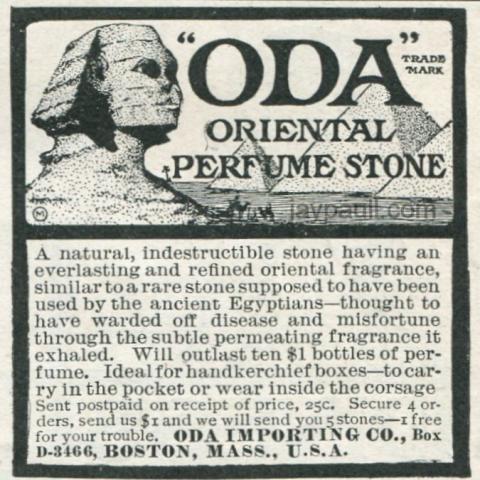 "ODA"
TRADE
MARK
ORIENTAL
PERFUME STONE
M
jaypaull.com
A natural, indestructible stone having an
everlasting and refined oriental fragrance,
similar to a rare stone supposed to have been
used by the ancient Egyptians—thought to
have warded off disease and misfortune
through the subtle permeating fragrance it
exhaled. Will outlast ten $1 bottles of per-
fume. Ideal for handkerchief boxes—to car-
ry in the pocket or wear inside the corsage
Sent postpaid on receipt of price, 25c. Secure 4 or-
ders, send us $1 and we will send you 5 stones—1 free
for your trouble. ODA IMPORTING CO., Box
D-3466, BOSTON, MASS., U.S.A.